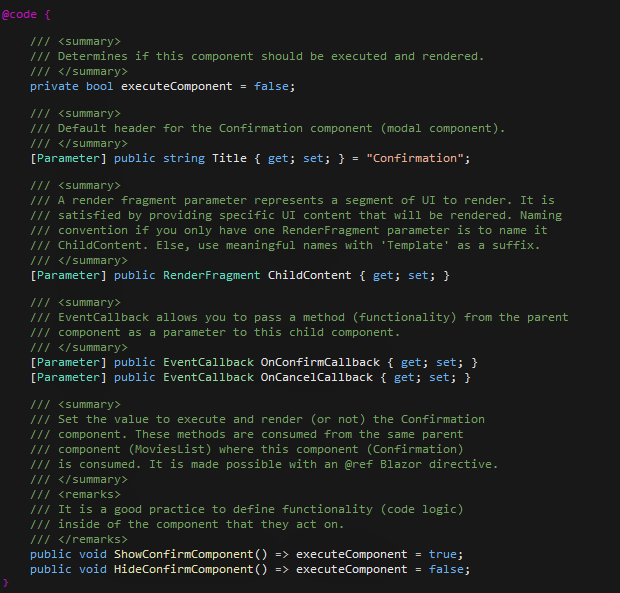 @code {
/// <summary>
/// Determines if this component should be executed and rendered.
/// </summary>
private bool executeComponent = false;
/// <summary>
/// Default header for the Confirmation component (modal component).
/// </summary>
[Parameter] public string Title { get; set; } = "Confirmation";
/// <summary>
/// A render fragment parameter represents a segment of UI to render. It is
/// satisfied by providing specific UI content that will be rendered. Naming
/// convention if you only have one RenderFragment parameter is to name it
/// ChildContent. Else, use meaningful names with 'Template' as a suffix.
/// </summary>
[Parameter] public RenderFragment ChildContent { get; set; }
/// <summary>
/// EventCallback allows you to pass a method (functionality) from the parent
/// component as a parameter to this child component.
/// </summary>
[Parameter] public EventCallback OnConfirmCallback { get; set; }
[Parameter] public EventCallback OnCancelCallback { get; set; }
/// <summary>
/// Set the value to execute and render (or not) the Confirmation
/// component. These methods are consumed from the same parent
/// component (MoviesList) where this component (Confirmation)
/// is consumed. It is made possible with an @ref Blazor directive.
/// </summary>
/// <remarks>
/// It is a good practice to define functionality (code logic)
/// inside of the component that they act on.
/// </remarks>
public void ShowConfirmComponent() => executeComponent = true;
public void HideConfirmComponent() => executeComponent = false;
}